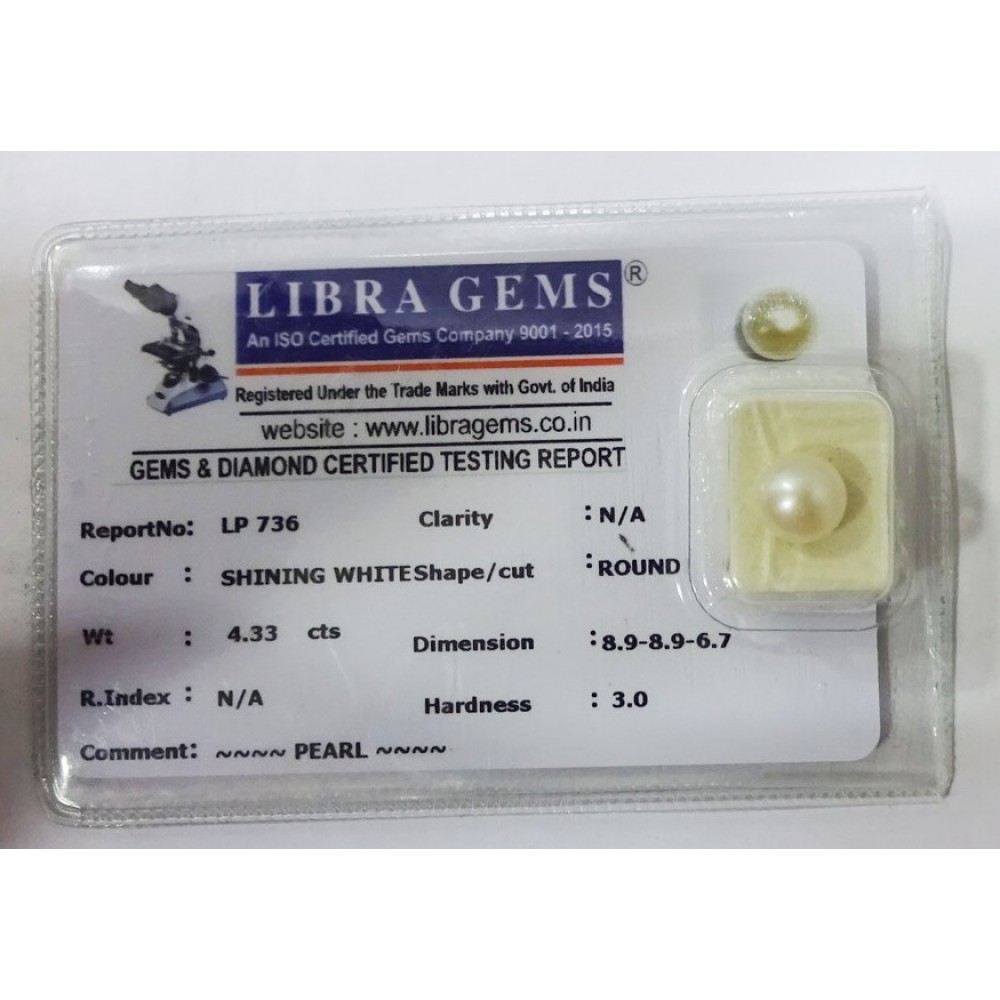 LIBRA GEMS ®
An ISO Certified Gems Company 9001 - 2015
Registered Under the Trade Marks with Govt. of India
website : www.libragems.co.in
GEMS & DIAMOND CERTIFIED TESTING REPORT
ReportNo: LP 736 Clarity : N/A
Colour : SHINING WHITE Shape/cut : ROUND
Wt : 4.33 cts Dimension : 8.9-8.9-6.7
R.Index : N/A Hardness : 3.0
Comment: ~~~~ PEARL ~~~~